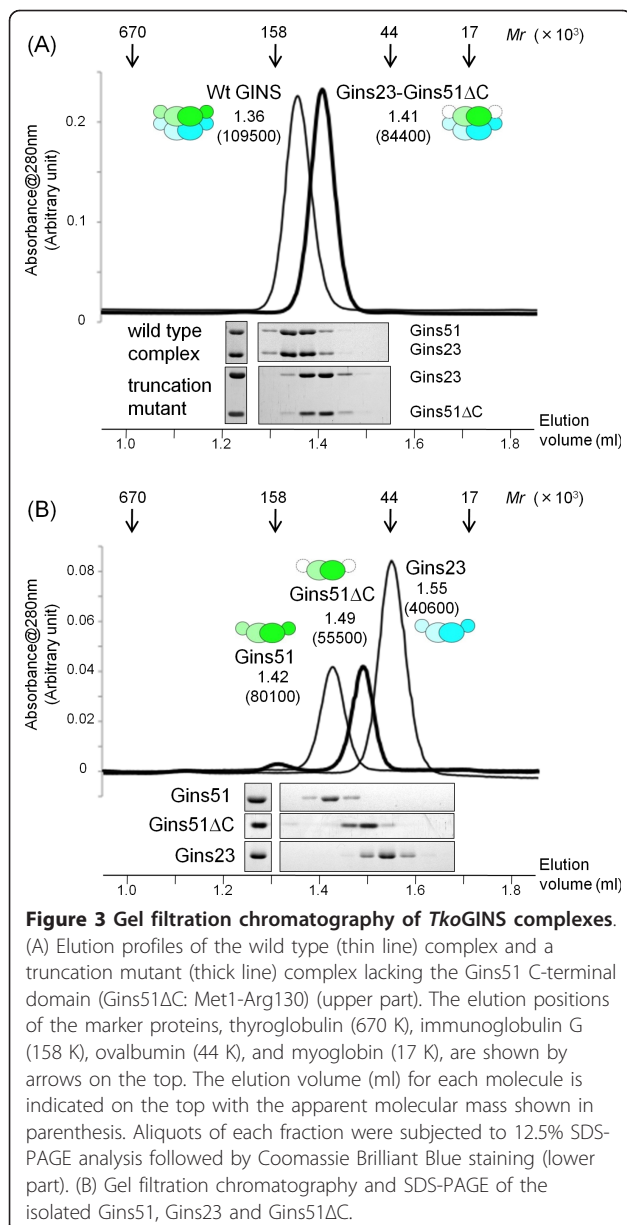 (A)
670 158 44 17 Mr (× 10³)
Wt GINS
1.36
(109500)
Gins23-Gins51ΔC
1.41
(84400)
Absorbance@280nm
(Arbitrary unit)
0.2
0.1
0
wild type
complex
Gins51
Gins23
truncation
mutant
Gins23
Gins51ΔC
Elution
volume (ml)
1.0 1.2 1.4 1.6 1.8
(B)
670 158 44 17 Mr (× 10³)
Gins51
1.42
(80100)
Gins51ΔC
1.49
(55500)
Gins23
1.55
(40600)
Absorbance@280nm
(Arbitrary unit)
0.08
0.06
0.04
0.02
0
Gins51
Gins51ΔC
Gins23
Elution
volume (ml)
1.0 1.2 1.4 1.6 1.8
Figure 3 Gel filtration chromatography of TkoGINS complexes.
(A) Elution profiles of the wild type (thin line) complex and a
truncation mutant (thick line) complex lacking the Gins51 C-terminal
domain (Gins51ΔC: Met1-Arg130) (upper part). The elution positions
of the marker proteins, thyroglobulin (670 K), immunoglobulin G
(158 K), ovalbumin (44 K), and myoglobin (17 K), are shown by
arrows on the top. The elution volume (ml) for each molecule is
indicated on the top with the apparent molecular mass shown in
parenthesis. Aliquots of each fraction were subjected to 12.5% SDS-
PAGE analysis followed by Coomassie Brilliant Blue staining (lower
part). (B) Gel filtration chromatography and SDS-PAGE of the
isolated Gins51, Gins23 and Gins51ΔC.